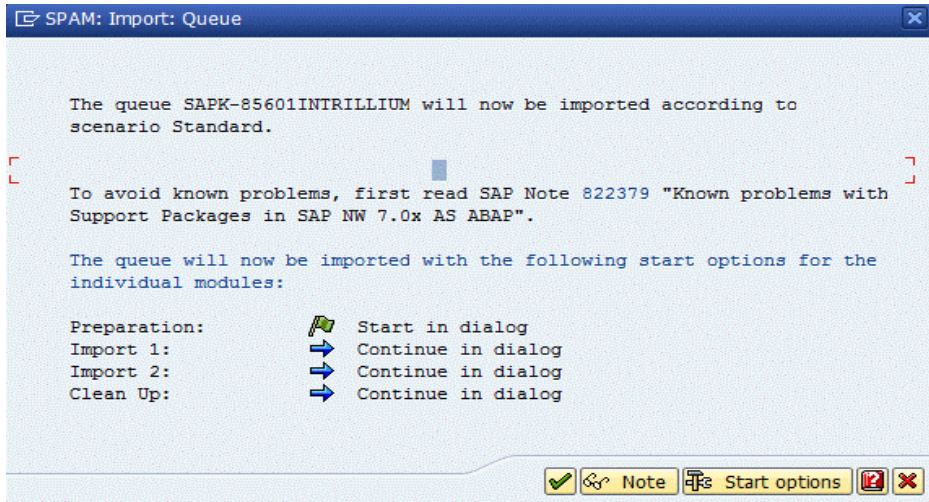 SPAM: Import: Queue
The queue SAPK-85601INTRILLIUM will now be imported according to
scenario Standard.
To avoid known problems, first read SAP Note 822379 "Known problems with
Support Packages in SAP NW 7.0x AS ABAP".
The queue will now be imported with the following start options for the
individual modules:
Preparation: Start in dialog
Import 1: Continue in dialog
Import 2: Continue in dialog
Clean Up: Continue in dialog
Note Start options